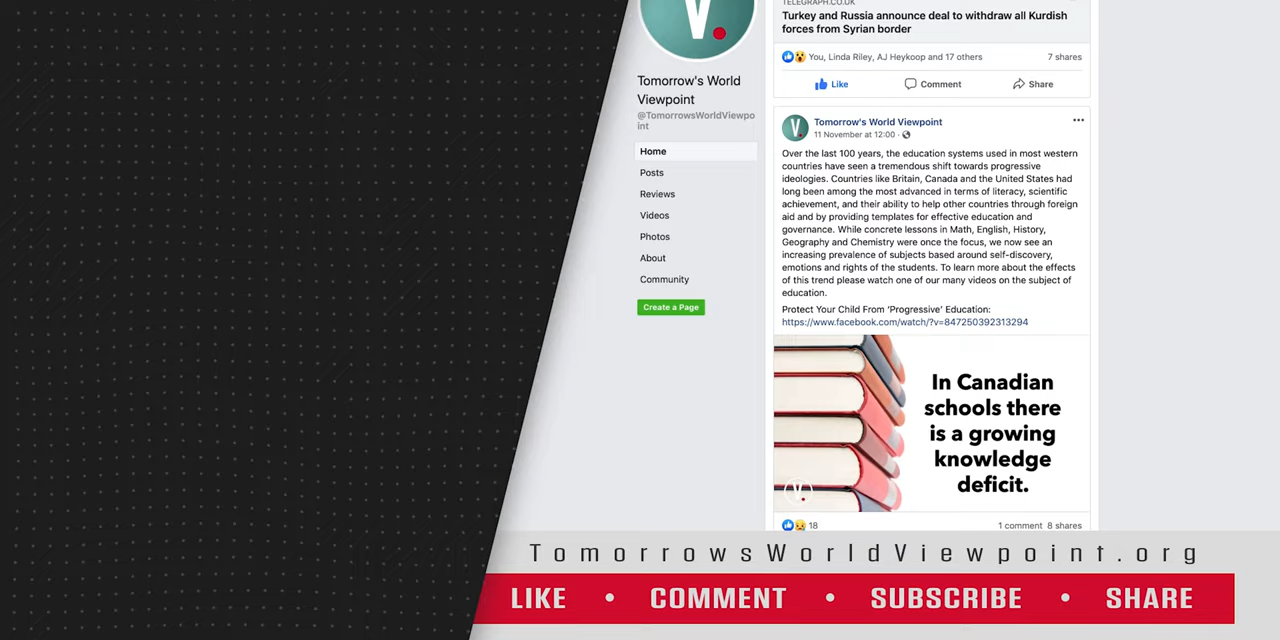 V.
Tomorrow's World
Viewpoint
@TomorrowsWorldViewpo
int
Home
Posts
Reviews
Videos
Photos
About
Community
Create a Page
TELEGRAPH.CO.UK
Turkey and Russia announce deal to withdraw all Kurdish
forces from Syrian border
You, Linda Riley, AJ Heykoop and 17 others 7 shares
Like Comment Share
V.
Tomorrow's World Viewpoint
11 November at 12:00 ·
Over the last 100 years, the education systems used in most western
countries have seen a tremendous shift towards progressive
ideologies. Countries like Britain, Canada and the United States had
long been among the most advanced in terms of literacy, scientific
achievement, and their ability to help other countries through foreign
aid and by providing templates for effective education and
governance. While concrete lessons in Math, English, History,
Geography and Chemistry were once the focus, we now see an
increasing prevalence of subjects based around self-discovery,
emotions and rights of the students. To learn more about the effects
of this trend please watch one of our many videos on the subject of
education.
Protect Your Child From 'Progressive' Education:
https://www.facebook.com/watch/?v=847250392313294
In Canadian
schools there
is a growing
knowledge
deficit.
V.
18 1 comment 8 shares
TomorrowsWorldViewpoint.org
LIKE • COMMENT • SUBSCRIBE • SHARE